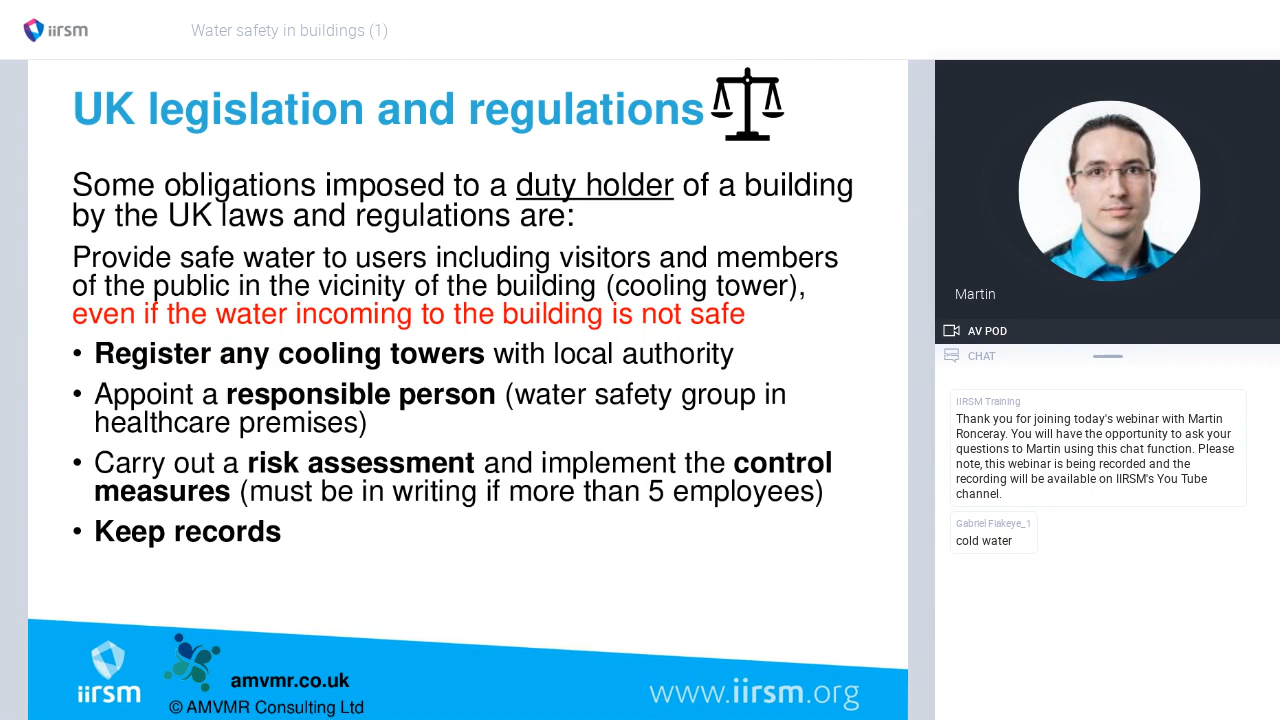 iirsm
Water safety in buildings (1)
UK legislation and regulations
Some obligations imposed to a duty holder of a building
by the UK laws and regulations are:
Provide safe water to users including visitors and members
of the public in the vicinity of the building (cooling tower),
even if the water incoming to the building is not safe
• Register any cooling towers with local authority
• Appoint a responsible person (water safety group in
healthcare premises)
• Carry out a risk assessment and implement the control
measures (must be in writing if more than 5 employees)
• Keep records
iirsm
amvmr.co.uk
© AMVMR Consulting Ltd
www.iirsm.org
Martin
AV POD
CHAT
IIRSM Training
Thank you for joining today's webinar with Martin
Ronceray. You will have the opportunity to ask your
questions to Martin using this chat function. Please
note, this webinar is being recorded and the
recording will be available on IIRSM's You Tube
channel.
Gabriel Fiakeye_1
cold water